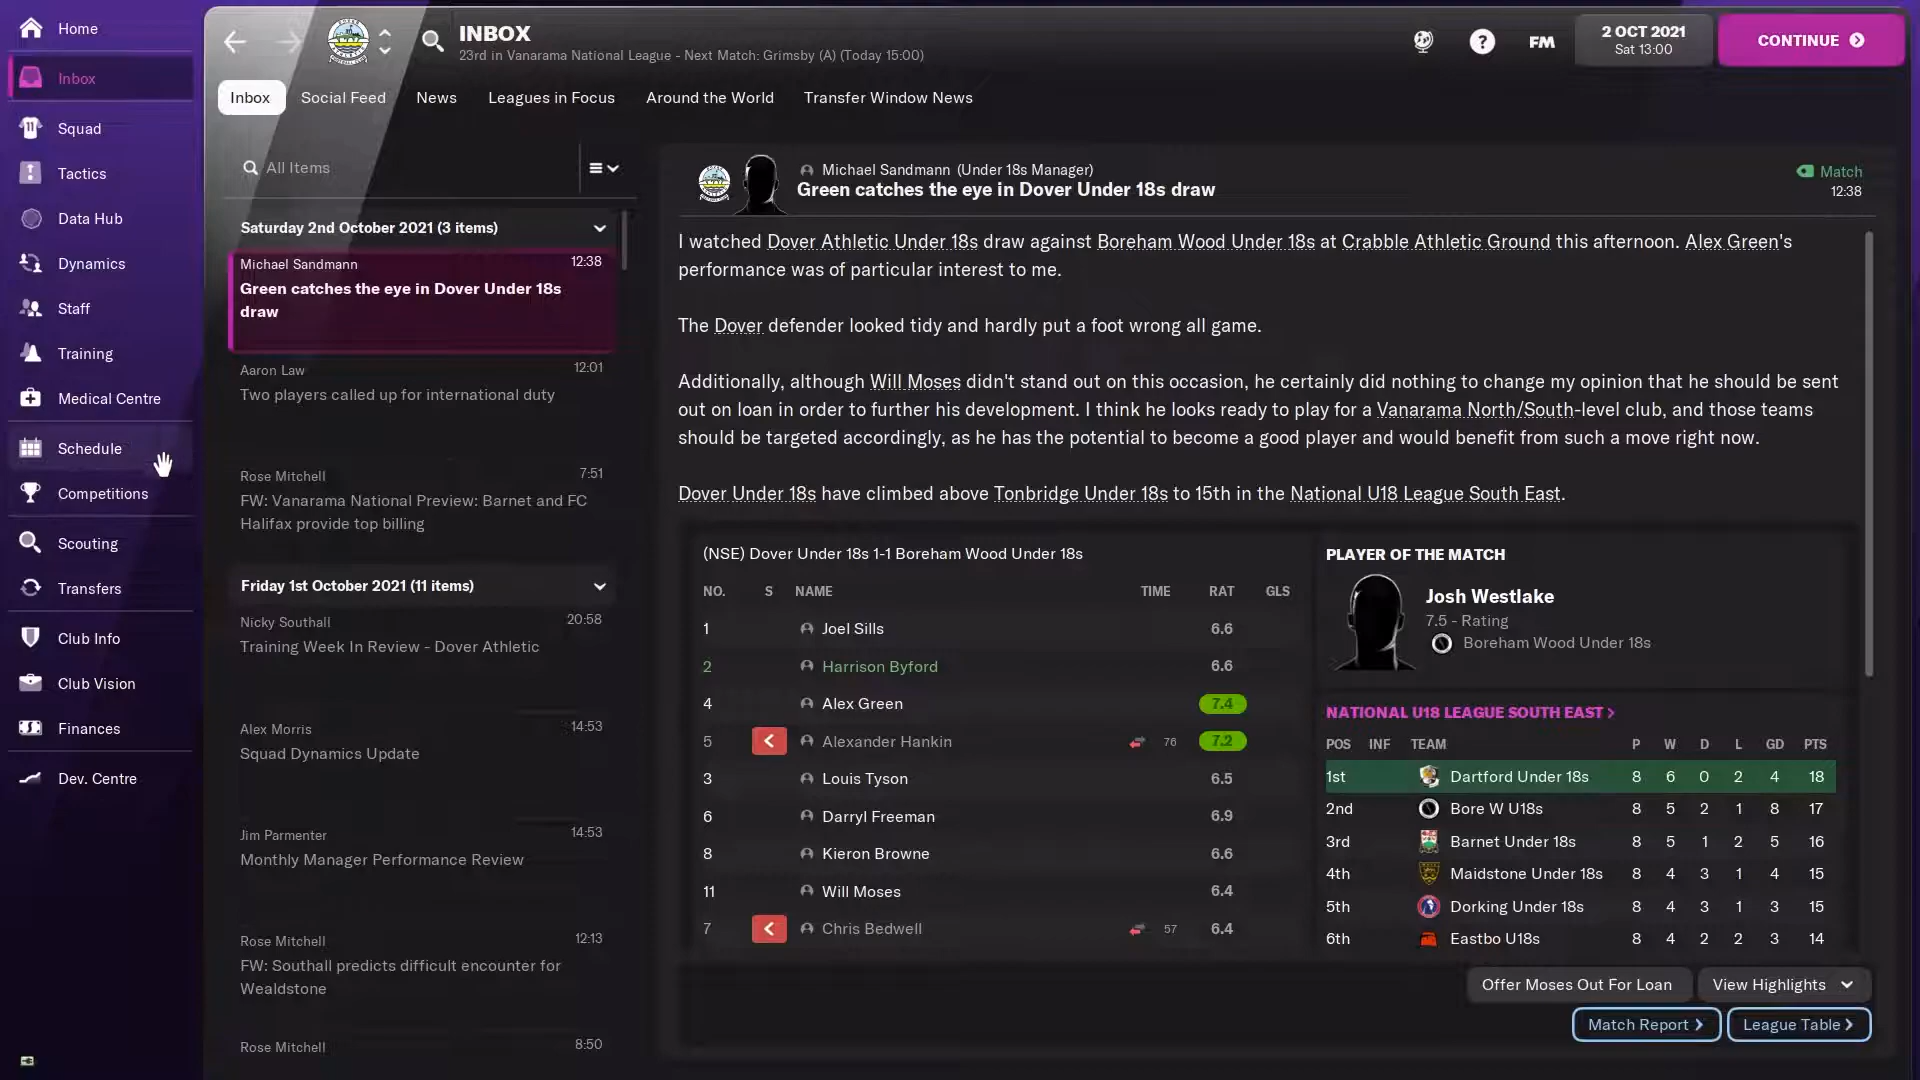 Home
Inbox
Squad
Tactics
Data Hub
Dynamics
Staff
Training
Medical Centre
Schedule
Competitions
Scouting
Transfers
Club Info
Club Vision
Finances
Dev. Centre
INBOX
23rd in Vanarama National League - Next Match: Grimsby (A) (Today 15:00)
FM
2 OCT 2021
Sat 13:00
CONTINUE
Inbox Social Feed News Leagues in Focus Around the World Transfer Window News
All Items
Saturday 2nd October 2021 (3 items)
Michael Sandmann 12:38
Green catches the eye in Dover Under 18s
draw
Aaron Law 12:01
Two players called up for international duty
Rose Mitchell 7:51
FW: Vanarama National Preview: Barnet and FC
Halifax provide top billing
Friday 1st October 2021 (11 items)
Nicky Southall 20:58
Training Week In Review - Dover Athletic
Alex Morris 14:53
Squad Dynamics Update
Jim Parmenter 14:53
Monthly Manager Performance Review
Rose Mitchell 12:13
FW: Southall predicts difficult encounter for
Wealdstone
Rose Mitchell 8:50
Michael Sandmann (Under 18s Manager)
Green catches the eye in Dover Under 18s draw
Match
12:38
I watched Dover Athletic Under 18s draw against Boreham Wood Under 18s at Crabble Athletic Ground this afternoon. Alex Green's
performance was of particular interest to me.
The Dover defender looked tidy and hardly put a foot wrong all game.
Additionally, although Will Moses didn't stand out on this occasion, he certainly did nothing to change my opinion that he should be sent
out on loan in order to further his development. I think he looks ready to play for a Vanarama North/South-level club, and those teams
should be targeted accordingly, as he has the potential to become a good player and would benefit from such a move right now.
Dover Under 18s have climbed above Tonbridge Under 18s to 15th in the National U18 League South East.
(NSE) Dover Under 18s 1-1 Boreham Wood Under 18s
NO. S NAME TIME RAT GLS
1 Joel Sills 6.6
2 Harrison Byford 6.6
4 Alex Green 7.4
5 Alexander Hankin 76 7.2
3 Louis Tyson 6.5
6 Darryl Freeman 6.9
8 Kieron Browne 6.6
11 Will Moses 6.4
7 Chris Bedwell 57 6.4
PLAYER OF THE MATCH
Josh Westlake
7.5 - Rating
Boreham Wood Under 18s
NATIONAL U18 LEAGUE SOUTH EAST
POS INF TEAM P W D L GD PTS
1st Dartford Under 18s 8 6 0 2 4 18
2nd Bore W U18s 8 5 2 1 8 17
3rd Barnet Under 18s 8 5 1 2 5 16
4th Maidstone Under 18s 8 4 3 1 4 15
5th Dorking Under 18s 8 4 3 1 3 15
6th Eastbo U18s 8 4 2 2 3 14
Offer Moses Out For Loan View Highlights
Match Report League Table